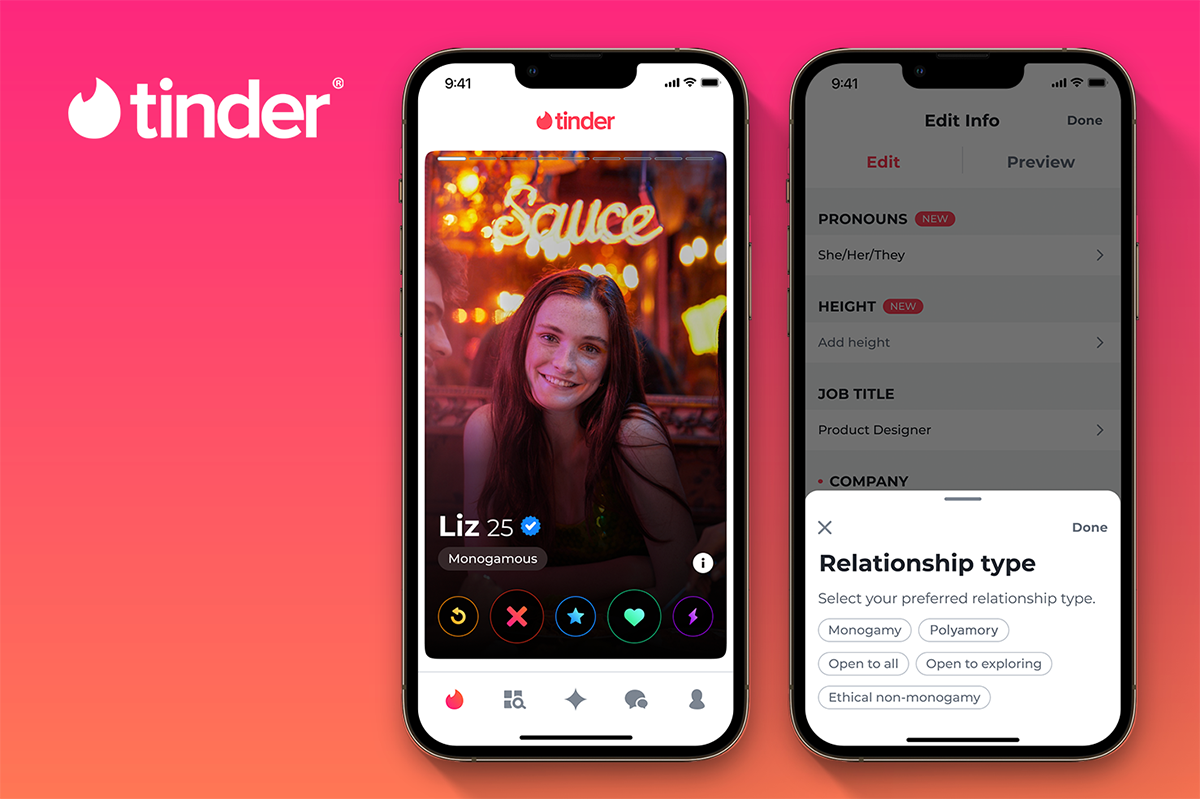 tinder®
9:41
tinder
Sauce
Liz 25
Monogamous
9:41
Edit Info
Done
Edit
Preview
PRONOUNS NEW
She/Her/They
HEIGHT NEW
Add height
JOB TITLE
Product Designer
• COMPANY
Done
Relationship type
Select your preferred relationship type.
Monogamy
Polyamory
Open to all
Open to exploring
Ethical non-monogamy